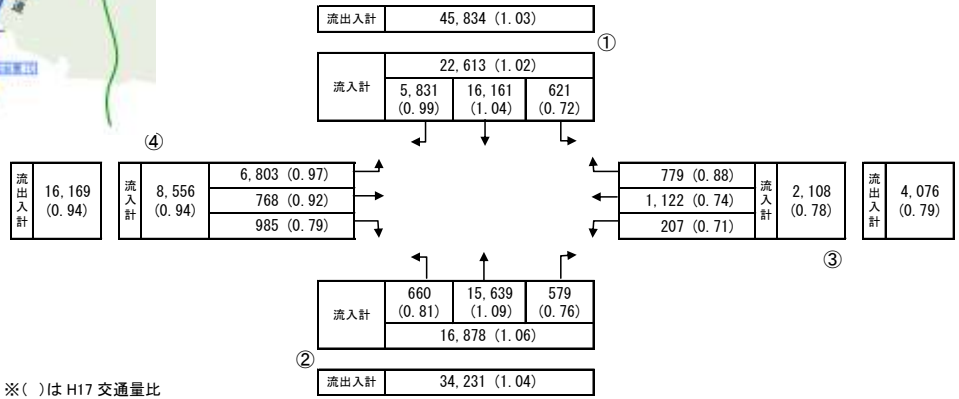 流出入計 45,834 (1.03)
①
流入計 22,613 (1.02)
5,831 16,161 621
(0.99) (1.04) (0.72)
④
流出入計 16,169 (0.94)
流入計 8,556 (0.94)
6,803 (0.97)
768 (0.92)
985 (0.79)
779 (0.88)
1,122 (0.74)
207 (0.71)
流入計 2,108 (0.78)
流出入計 4,076 (0.79)
③
流入計
660 15,639 579
(0.81) (1.09) (0.76)
16,878 (1.06)
②
流出入計 34,231 (1.04)
※( )は H17 交通量比